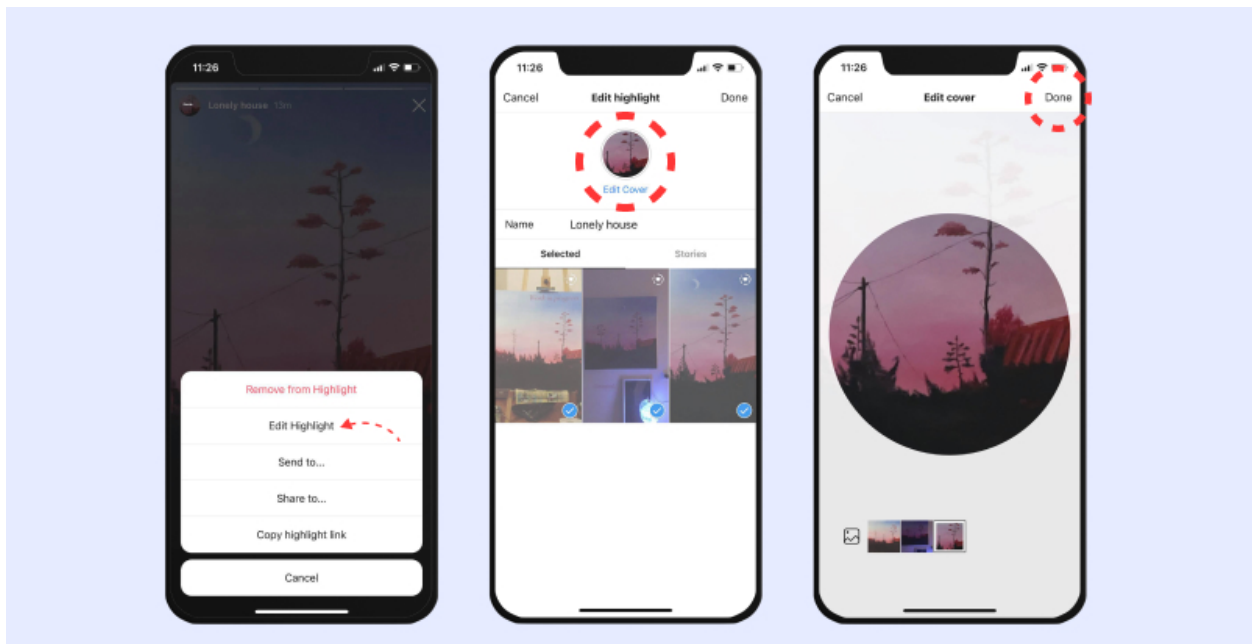 11:26
Lonely house 13m
Remove from Highlight
Edit Highlight
Send to...
Share to...
Copy highlight link
Cancel
11:26
Cancel Edit highlight Done
Edit Cover
Name Lonely house
Selected Stories
11:26
Cancel Edit cover Done